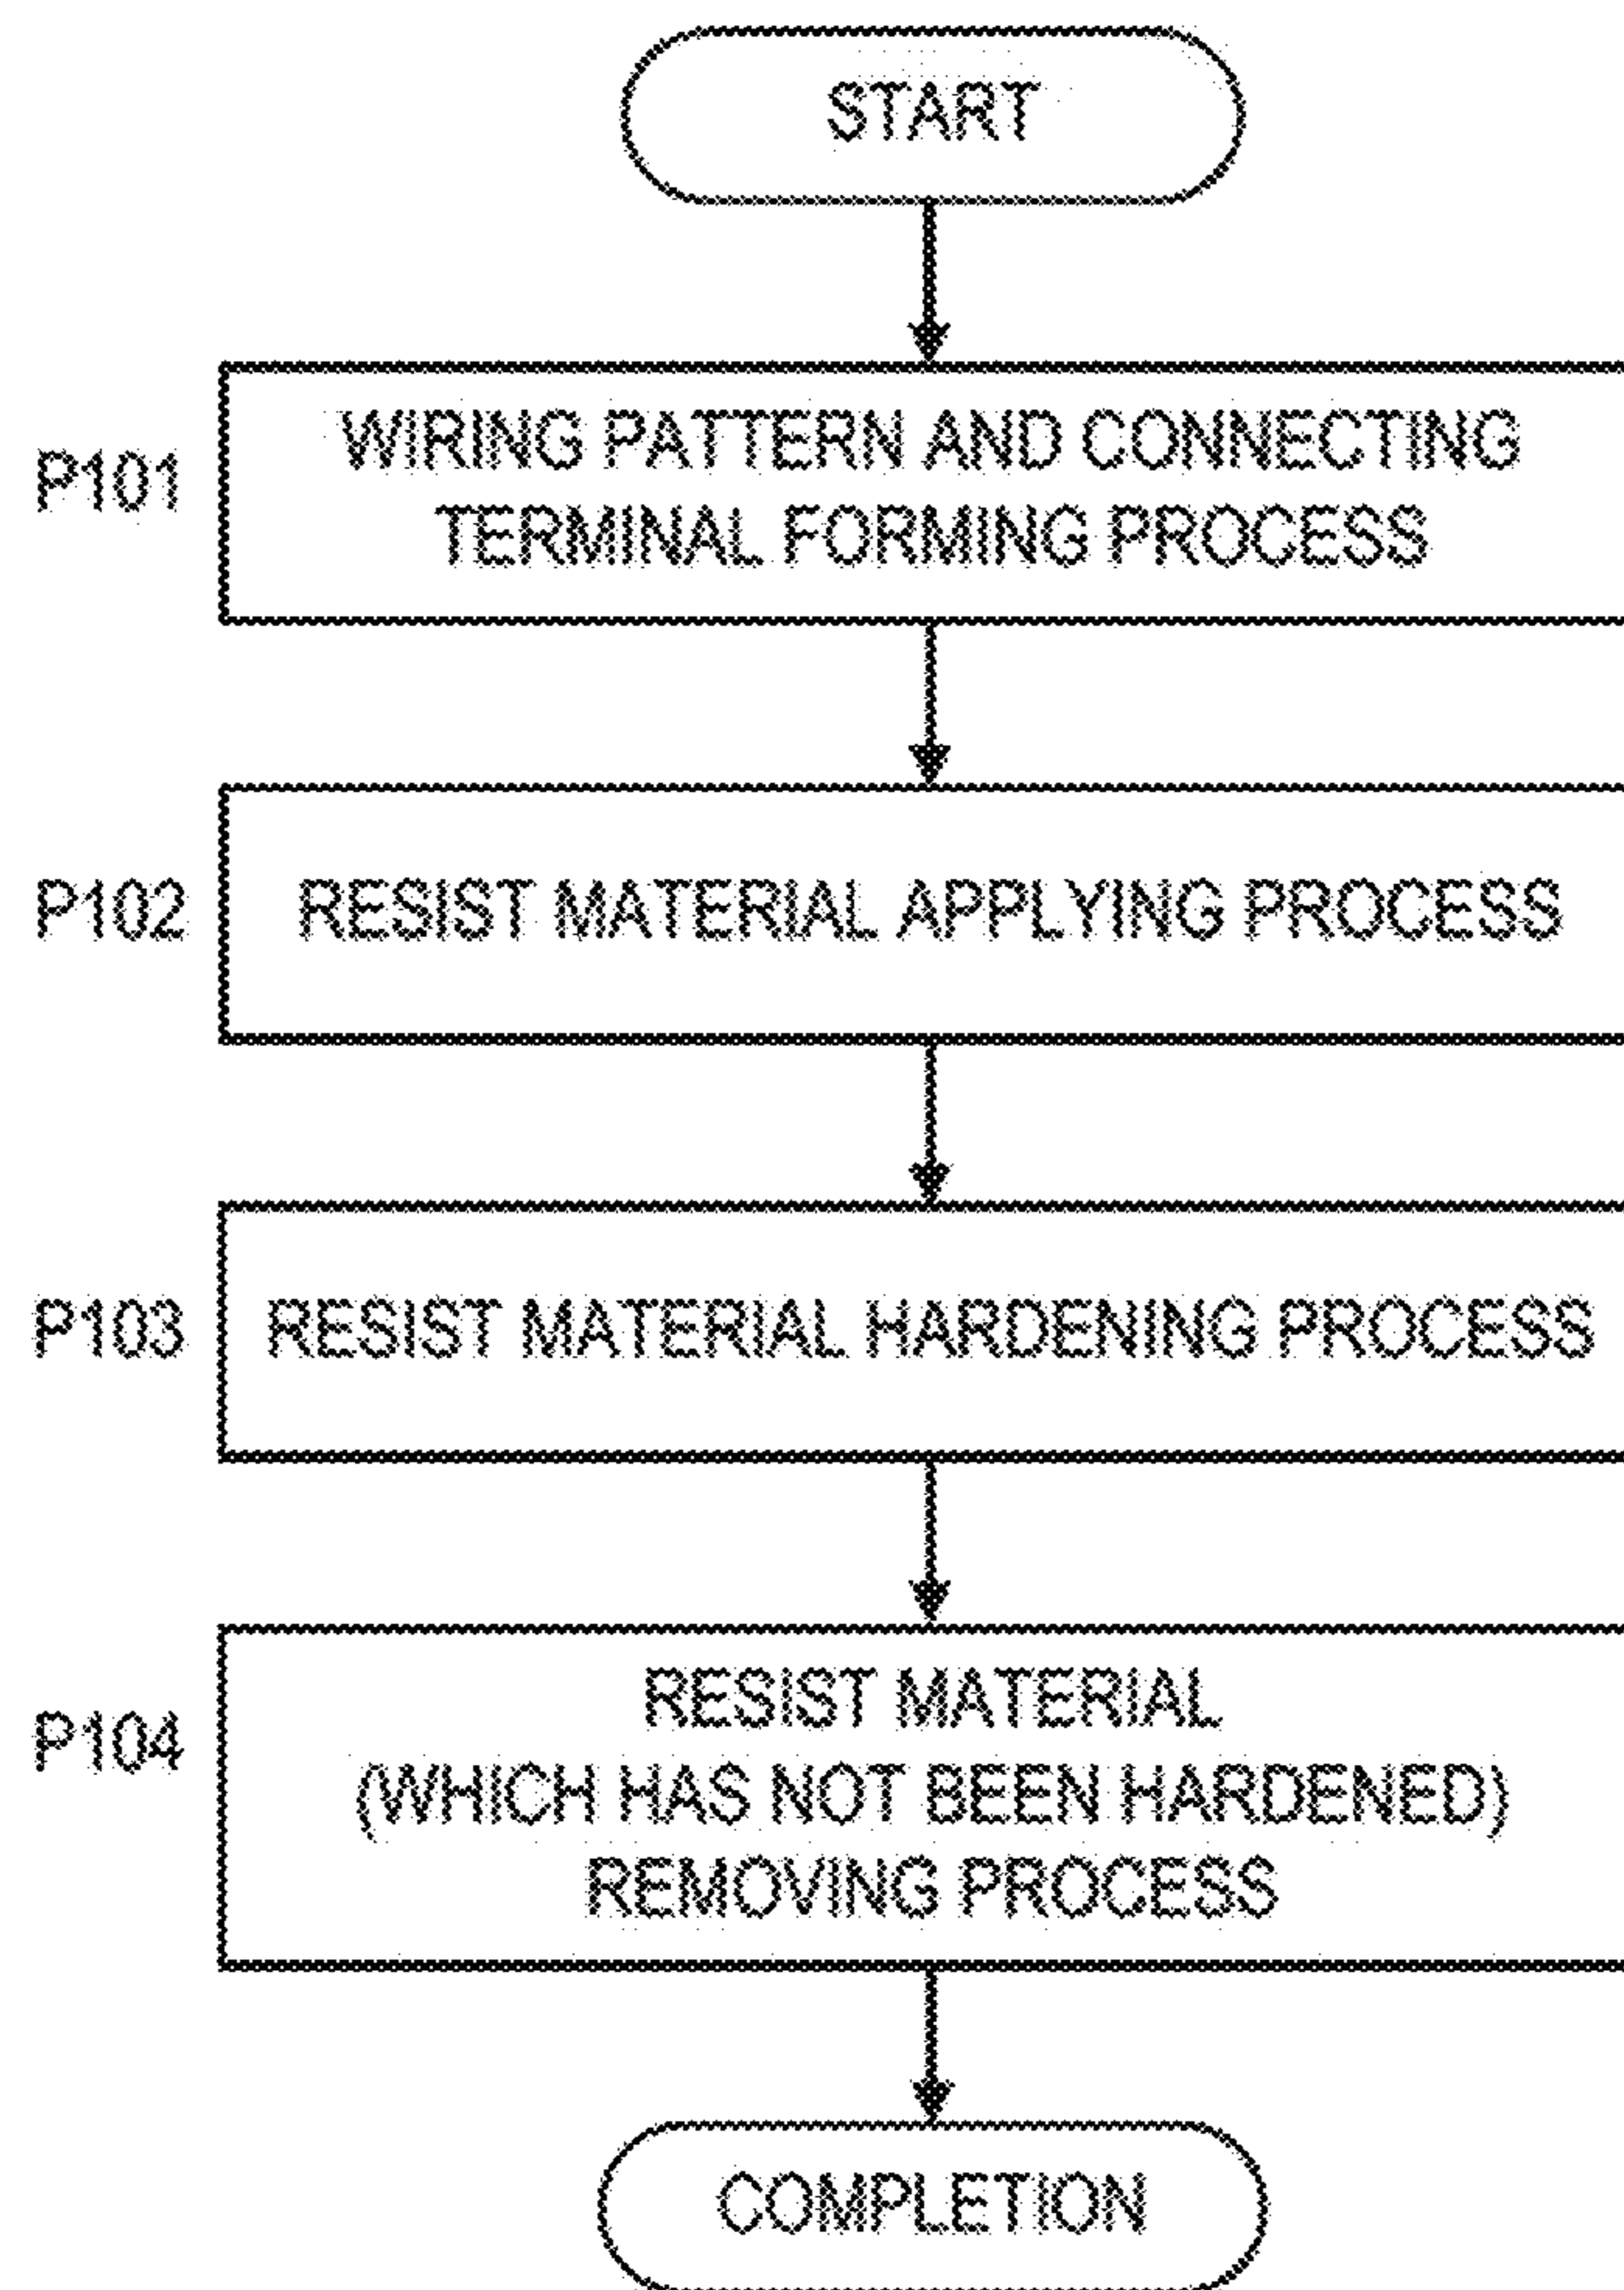 START
P101
WIRING PATTERN AND CONNECTING
TERMINAL FORMING PROCESS
P102
RESIST MATERIAL APPLYING PROCESS
P103
RESIST MATERIAL HARDENING PROCESS
P104
RESIST MATERIAL
(WHICH HAS NOT BEEN HARDENED)
REMOVING PROCESS
COMPLETION